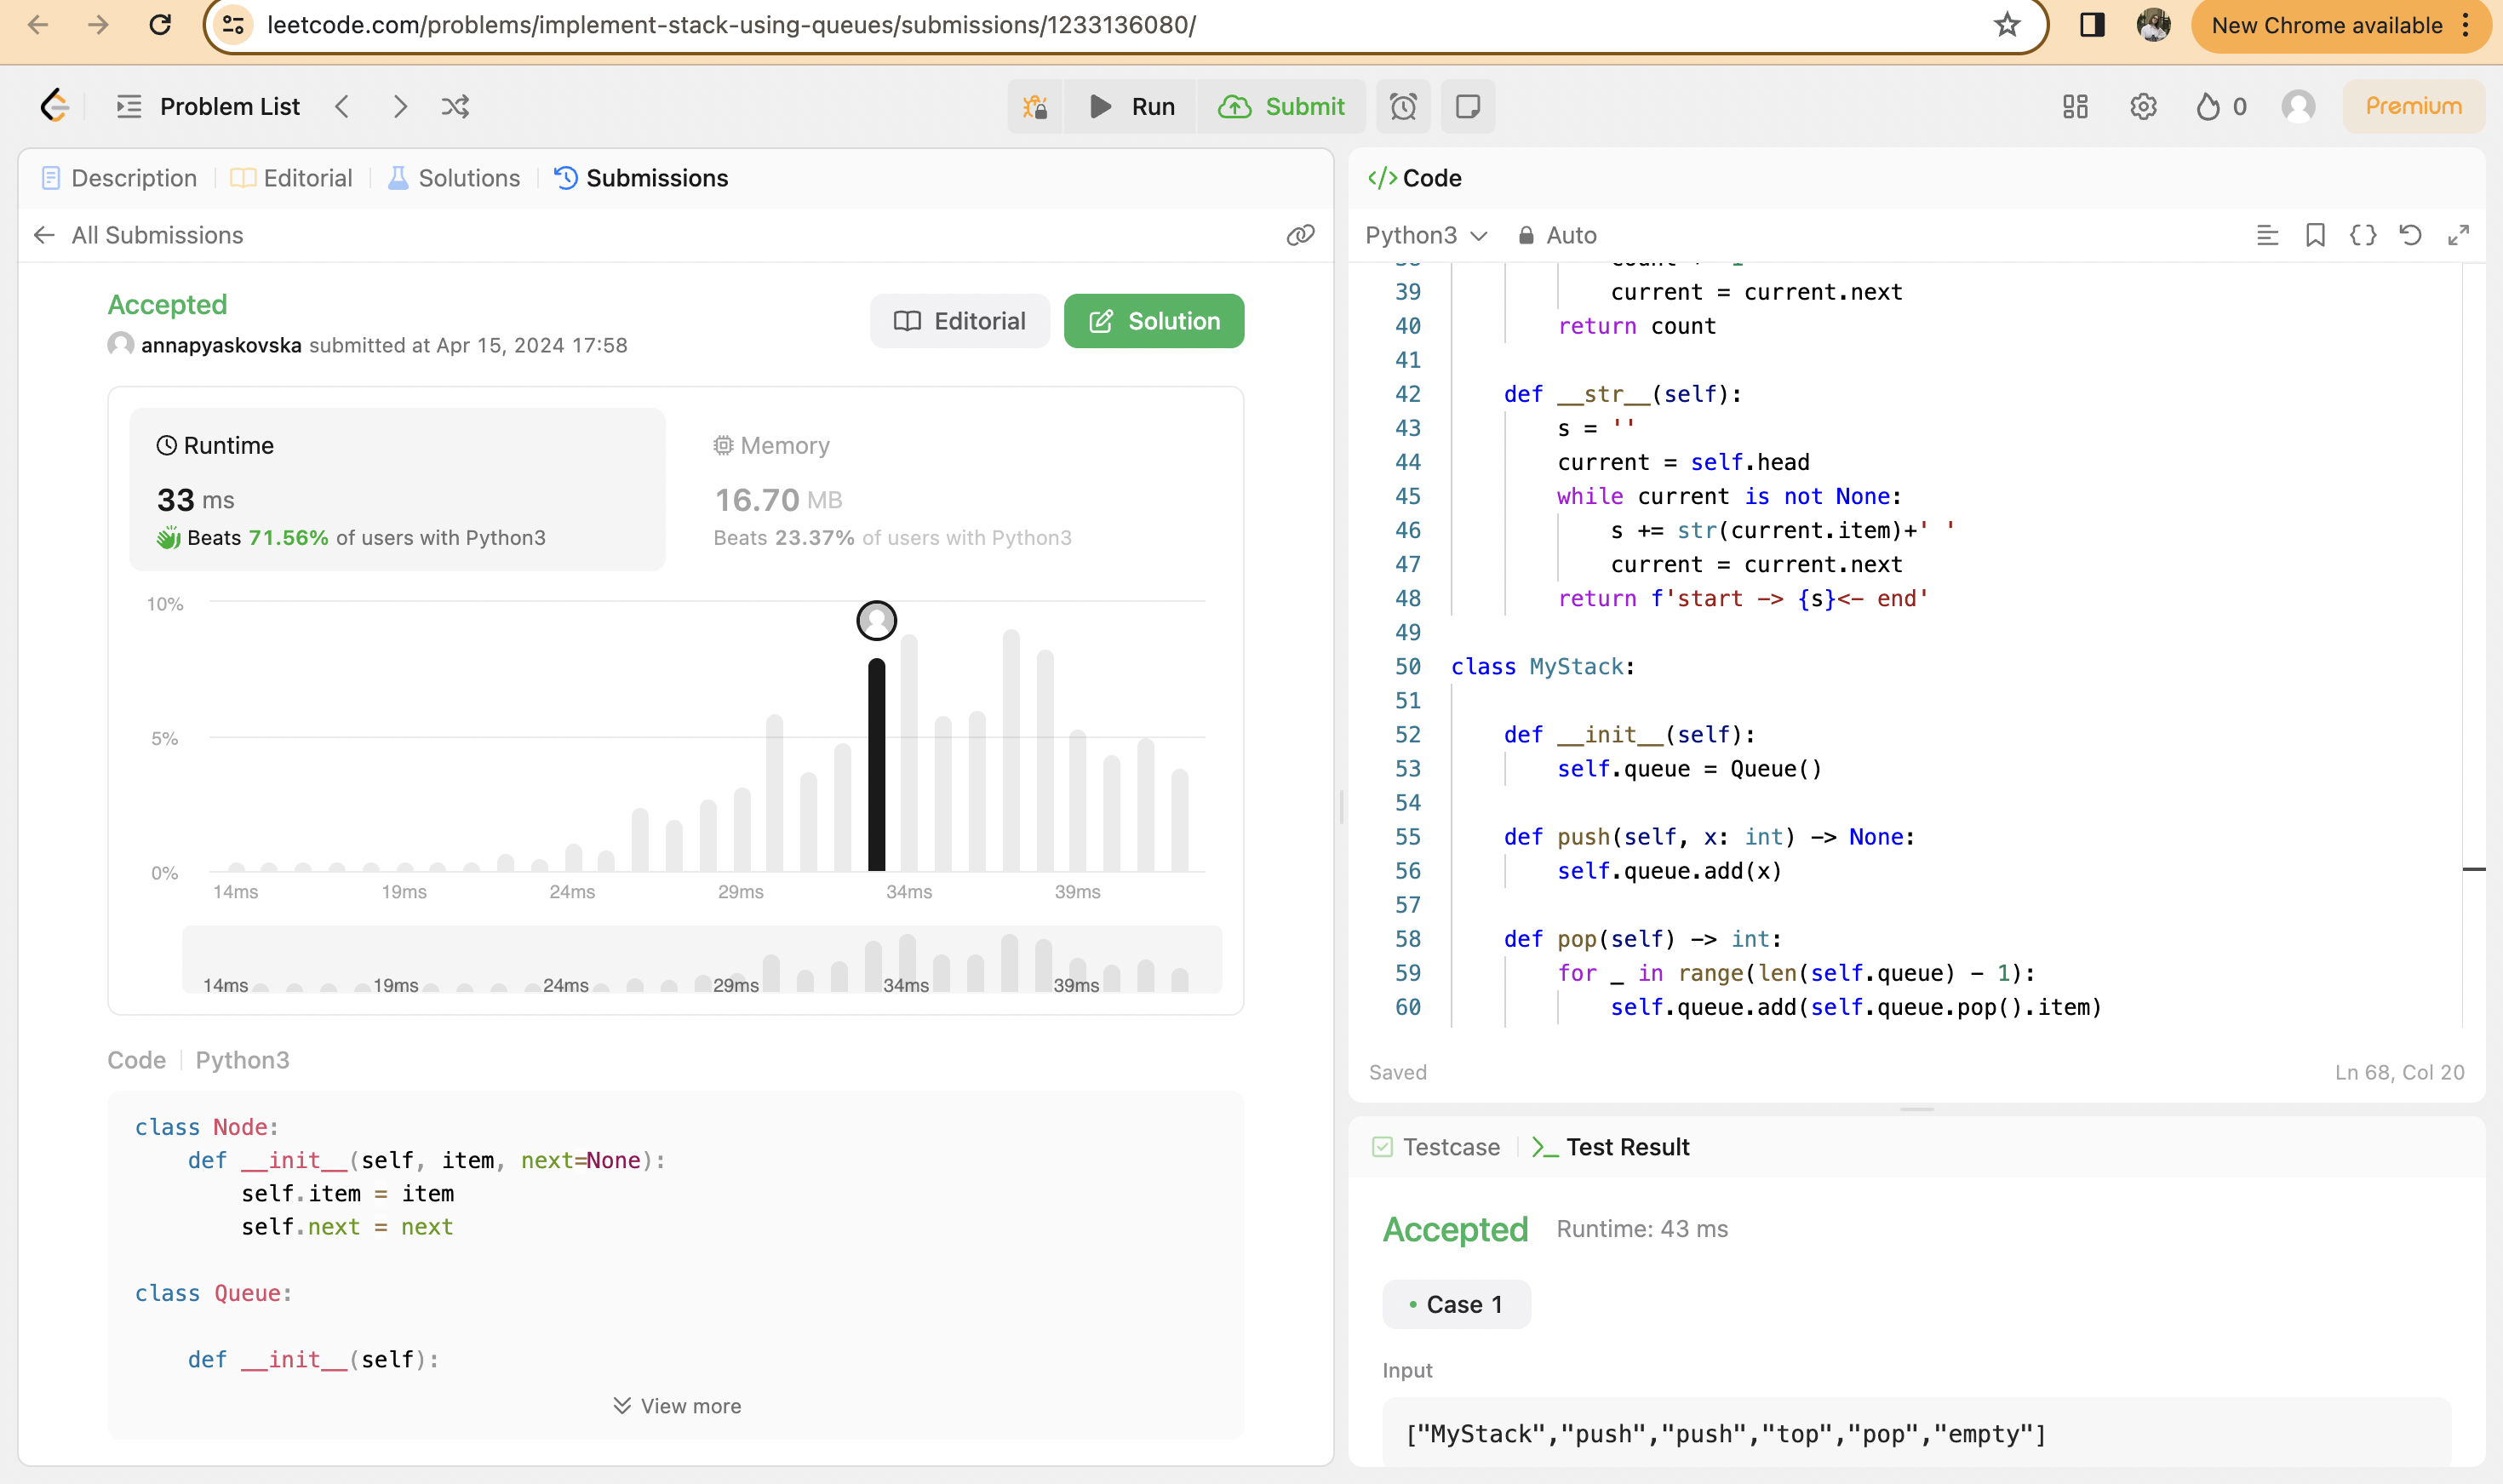 leetcode.com/problems/implement-stack-using-queues/submissions/1233136080/
New Chrome available
Problem List
Run
Submit
0
Premium
Description
Editorial
Solutions
Submissions
All Submissions
Accepted
annapyaskovska submitted at Apr 15, 2024 17:58
Editorial
Solution
Runtime
33 ms
Beats 71.56% of users with Python3
Memory
16.70 MB
Beats 23.37% of users with Python3
10%
5%
0%
14ms 19ms 24ms 29ms 34ms 39ms
14ms 19ms 24ms 29ms 34ms 39ms
Code Python3
class Node:
    def __init__(self, item, next=None):
        self.item = item
        self.next = next
class Queue:
    def __init__(self):
View more
</> Code
Python3
Auto
39             current = current.next
40         return count
41
42     def __str__(self):
43         s = ''
44         current = self.head
45         while current is not None:
46             s += str(current.item)+' '
47             current = current.next
48         return f'start -> {s}<- end'
49
50 class MyStack:
51
52     def __init__(self):
53         self.queue = Queue()
54
55     def push(self, x: int) -> None:
56         self.queue.add(x)
57
58     def pop(self) -> int:
59         for _ in range(len(self.queue) - 1):
60             self.queue.add(self.queue.pop().item)
Saved
Ln 68, Col 20
Testcase
Test Result
Accepted
Runtime: 43 ms
Case 1
Input
["MyStack","push","push","top","pop","empty"]